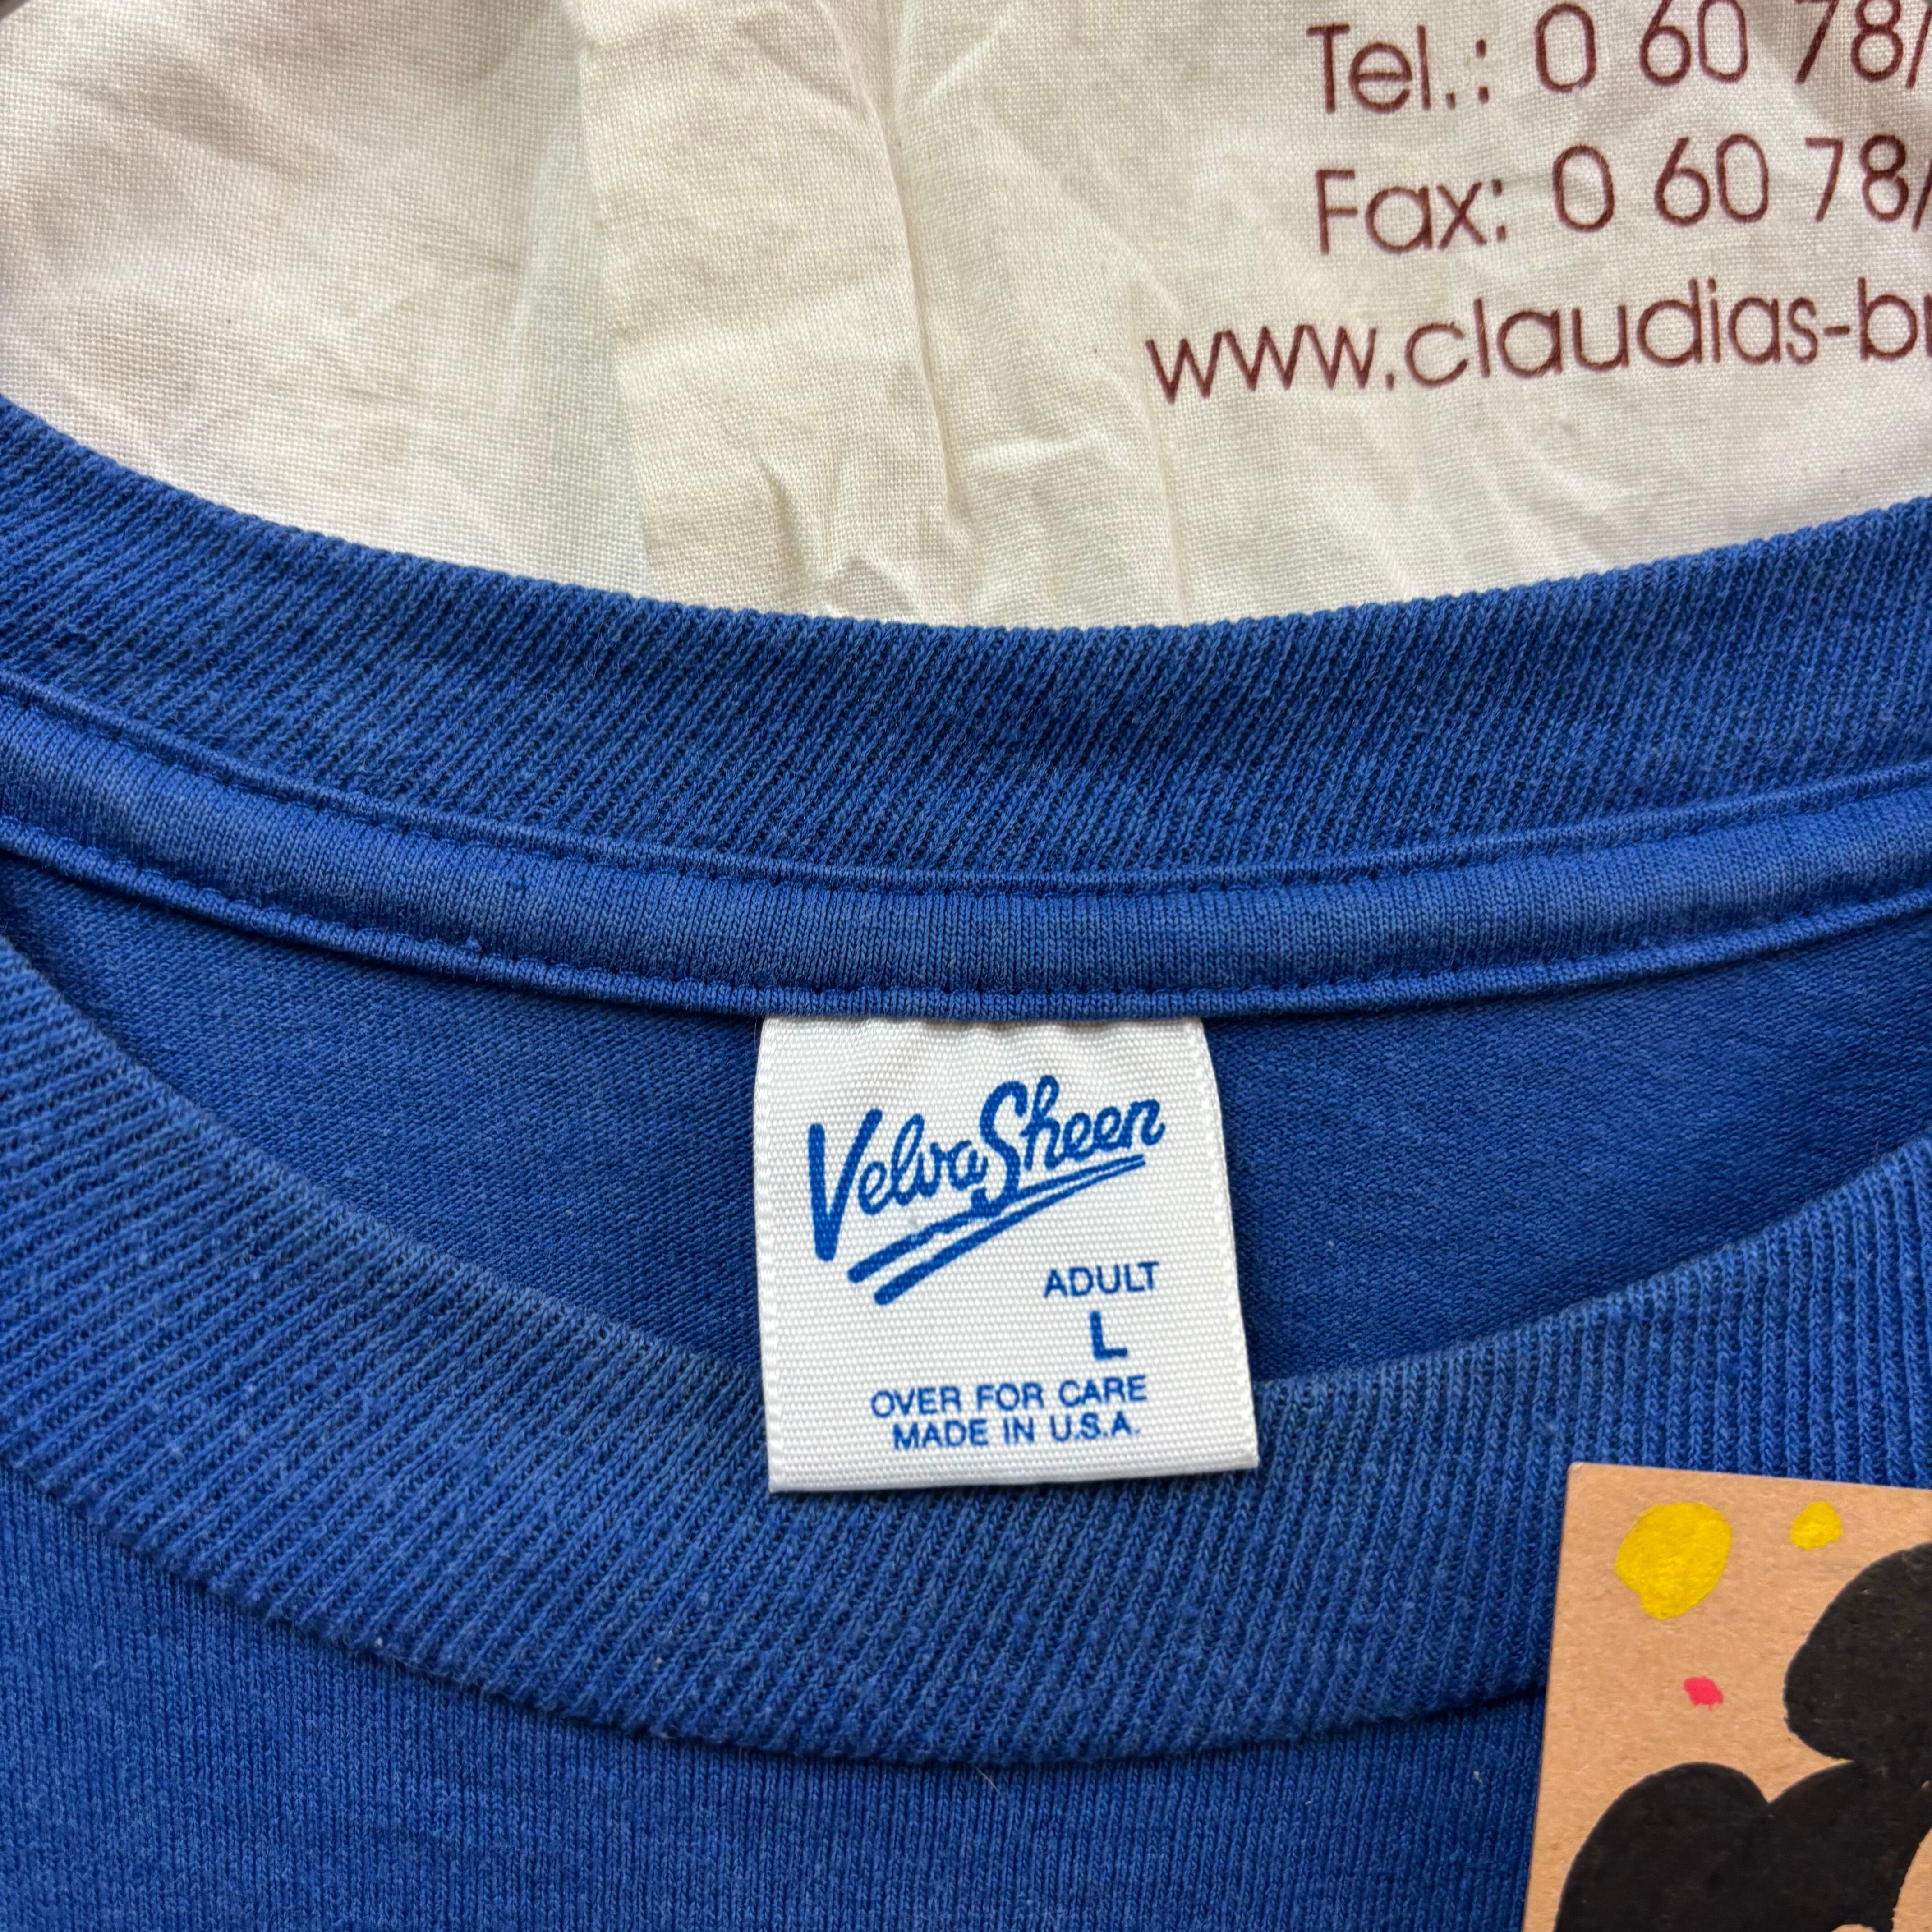 Tel.: 0 60 78/
Fax: 0 60 78/
www.claudias-b
VelvaSheen
ADULT
L
OVER FOR CARE
MADE IN U.S.A.